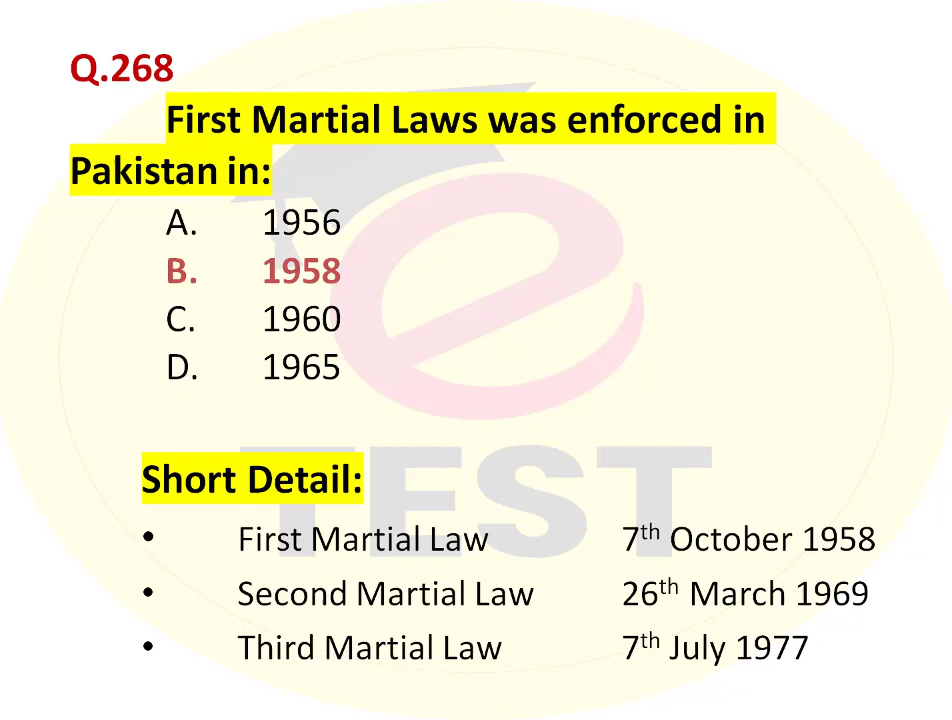 Q.268
First Martial Laws was enforced in
Pakistan in:
A. 1956
B. 1958
C. 1960
D. 1965
Short Detail:
• First Martial Law 7th October 1958
• Second Martial Law 26th March 1969
• Third Martial Law 7th July 1977
e
TEST